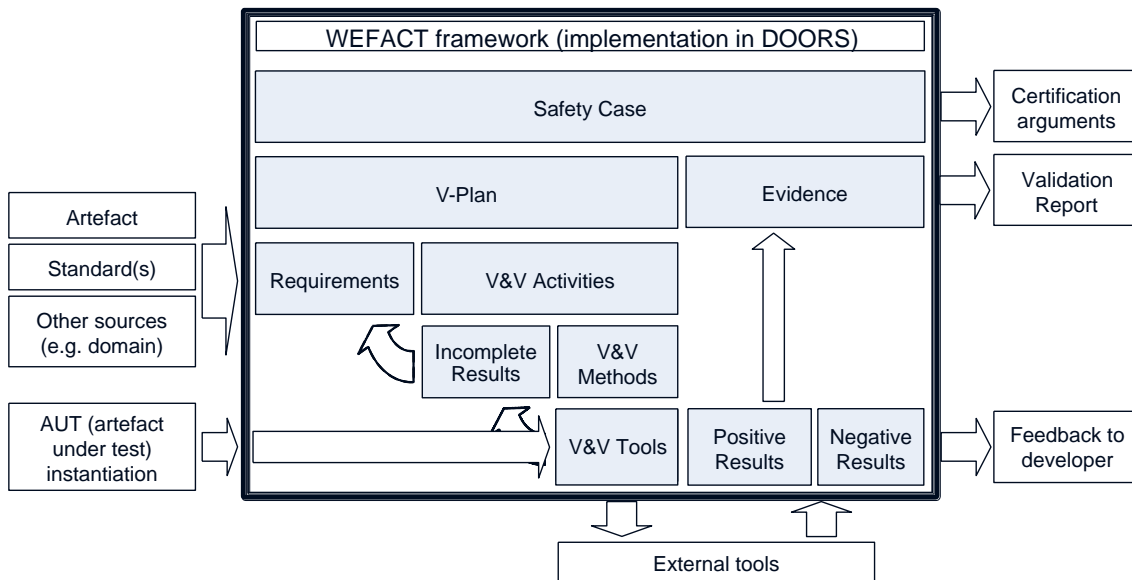 WEFACT framework (implementation in DOORS)
Safety Case
Certification
arguments
V-Plan
Evidence
Validation
Report
Artefact
Standard(s)
Other sources
(e.g. domain)
Requirements
V&V Activities
Incomplete
Results
V&V
Methods
AUT (artefact
under test)
instantiation
V&V Tools
Positive
Results
Negative
Results
Feedback to
developer
External tools